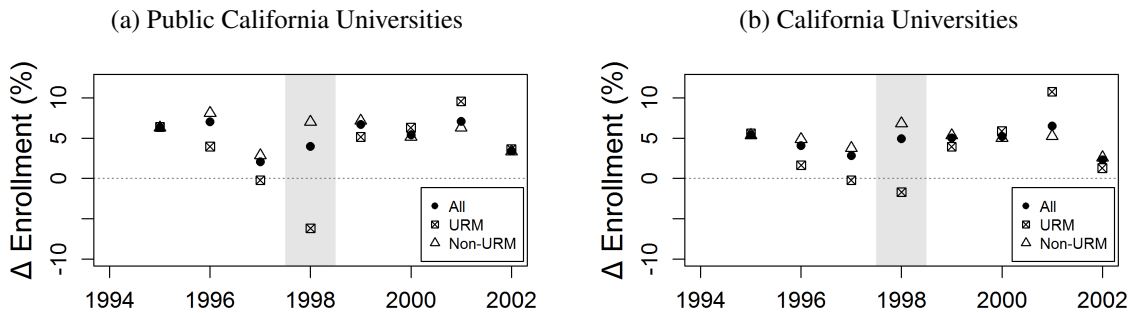 (a) Public California Universities
Δ Enrollment (%)
10
5
0
-10
All
URM
Non-URM
1994 1996 1998 2000 2002
(b) California Universities
Δ Enrollment (%)
10
5
0
-10
All
URM
Non-URM
1994 1996 1998 2000 2002